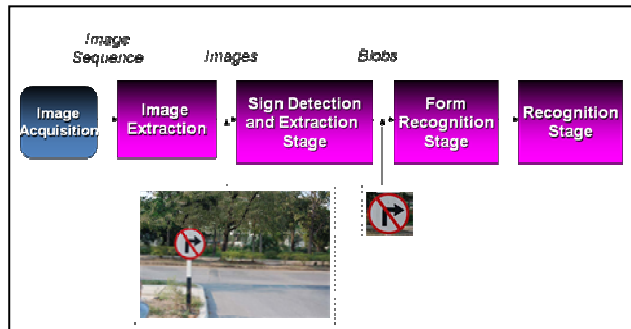 Image
Sequence
Images
Blobs
Image
Acquisition
Image
Extraction
Sign Detection
and Extraction
Stage
Form
Recognition
Stage
Recognition
Stage